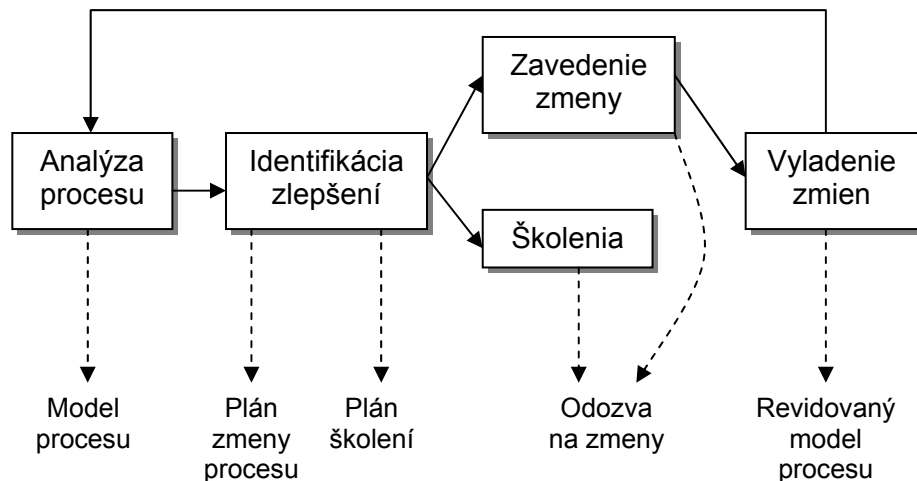 Zavedenie
zmeny
Analýza
procesu
Identifikácia
zlepšení
Vyladenie
zmien
Školenia
Model
procesu
Plán
zmeny
procesu
Plán
školení
Odozva
na zmeny
Revidovaný
model
procesu